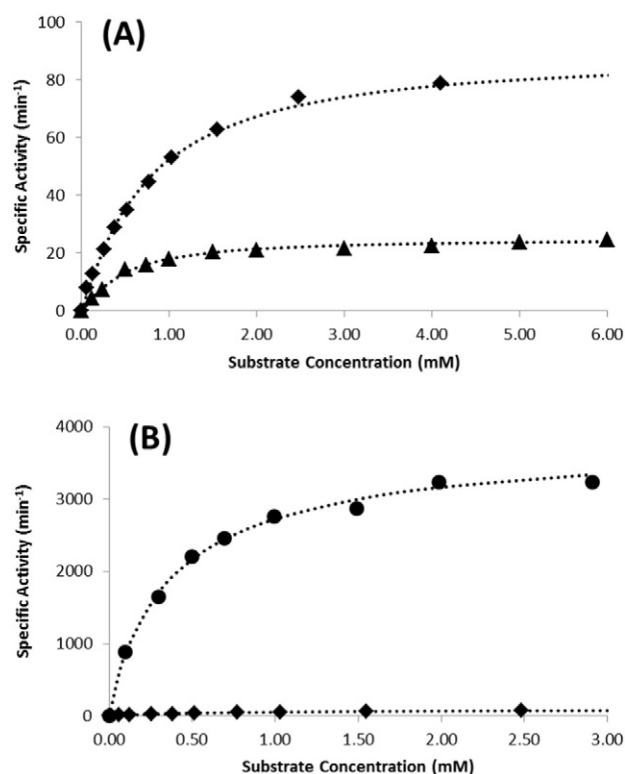 (A)
Specific Activity (min-1)
100
80
60
40
20
0
0.00 1.00 2.00 3.00 4.00 5.00 6.00
Substrate Concentration (mM)
(B)
Specific Activity (min-1)
4000
3000
2000
1000
0
0.00 0.50 1.00 1.50 2.00 2.50 3.00
Substrate Concentration (mM)